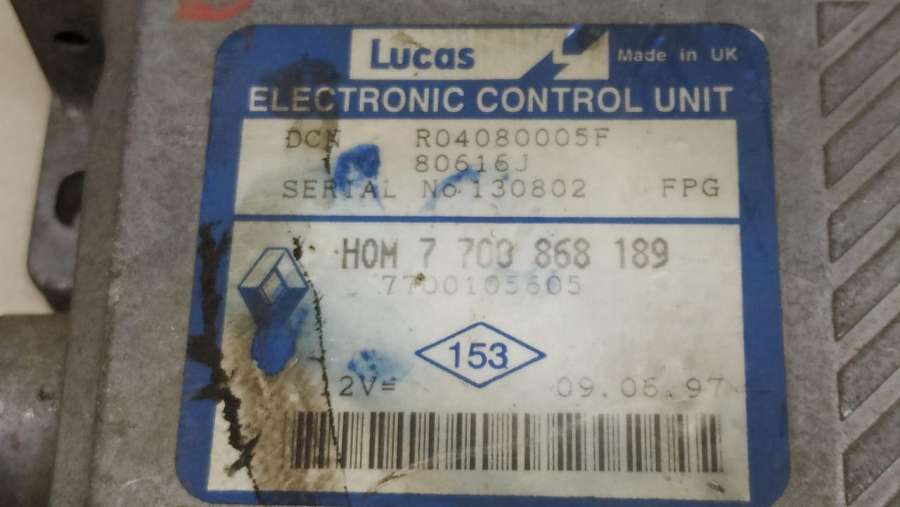 Lucas Made in UK
ELECTRONIC CONTROL UNIT
DCN R04080005F
80616J
SERIAL No 130802 FPG
HOM 7 700 868 189
7700105605
153
09.06.97